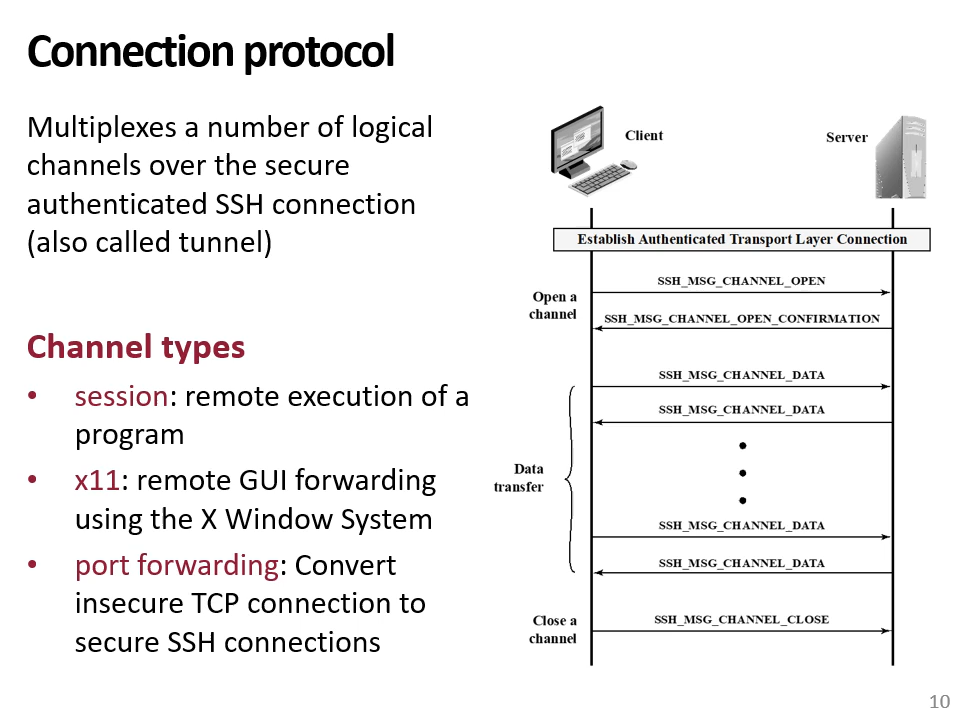 Connection protocol
Multiplexes a number of logical
channels over the secure
authenticated SSH connection
(also called tunnel)
Channel types
• session: remote execution of a
program
• x11: remote GUI forwarding
using the X Window System
• port forwarding: Convert
insecure TCP connection to
secure SSH connections
Client
Server
Establish Authenticated Transport Layer Connection
Open a
channel
SSH_MSG_CHANNEL_OPEN
SSH_MSG_CHANNEL_OPEN_CONFIRMATION
Data
transfer
SSH_MSG_CHANNEL_DATA
SSH_MSG_CHANNEL_DATA
SSH_MSG_CHANNEL_DATA
SSH_MSG_CHANNEL_DATA
Close a
channel
SSH_MSG_CHANNEL_CLOSE
10